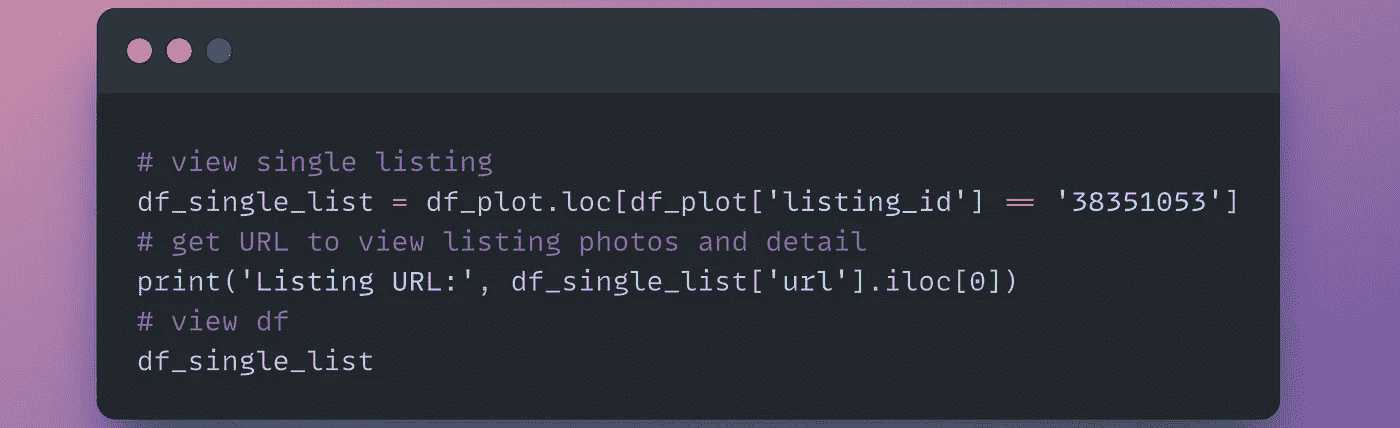 # view single listing
df_single_list = df_plot.loc[df_plot['listing_id'] == '38351053']
# get URL to view listing photos and detail
print('Listing URL:', df_single_list['url'].iloc[0])
# view df
df_single_list